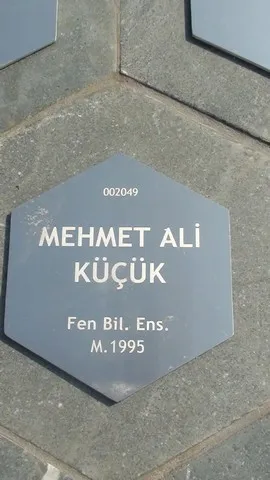 002049
MEHMET ALİ
KÜÇÜK
Fen Bil. Ens.
M.1995